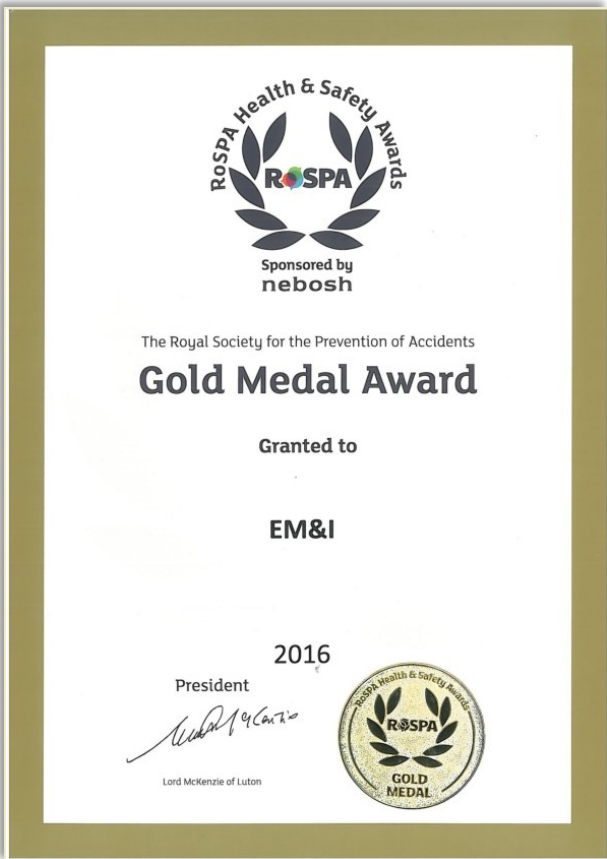 RoSPA Health & Safety Awards
RoSPA
Sponsored by
nebosh
The Royal Society for the Prevention of Accidents
Gold Medal Award
Granted to
EM&I
2016
President
Lord McKenzie of Luton
RoSPA Health & Safety Awards
RoSPA
GOLD
MEDAL